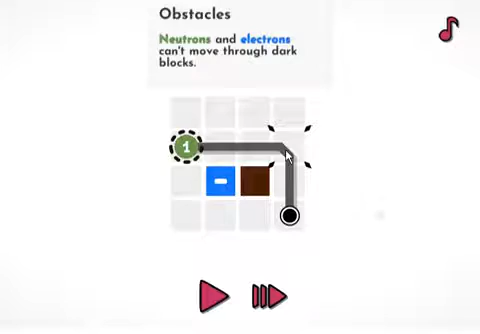 Obstacles
Neutrons and electrons
can't move through dark
blocks.
1